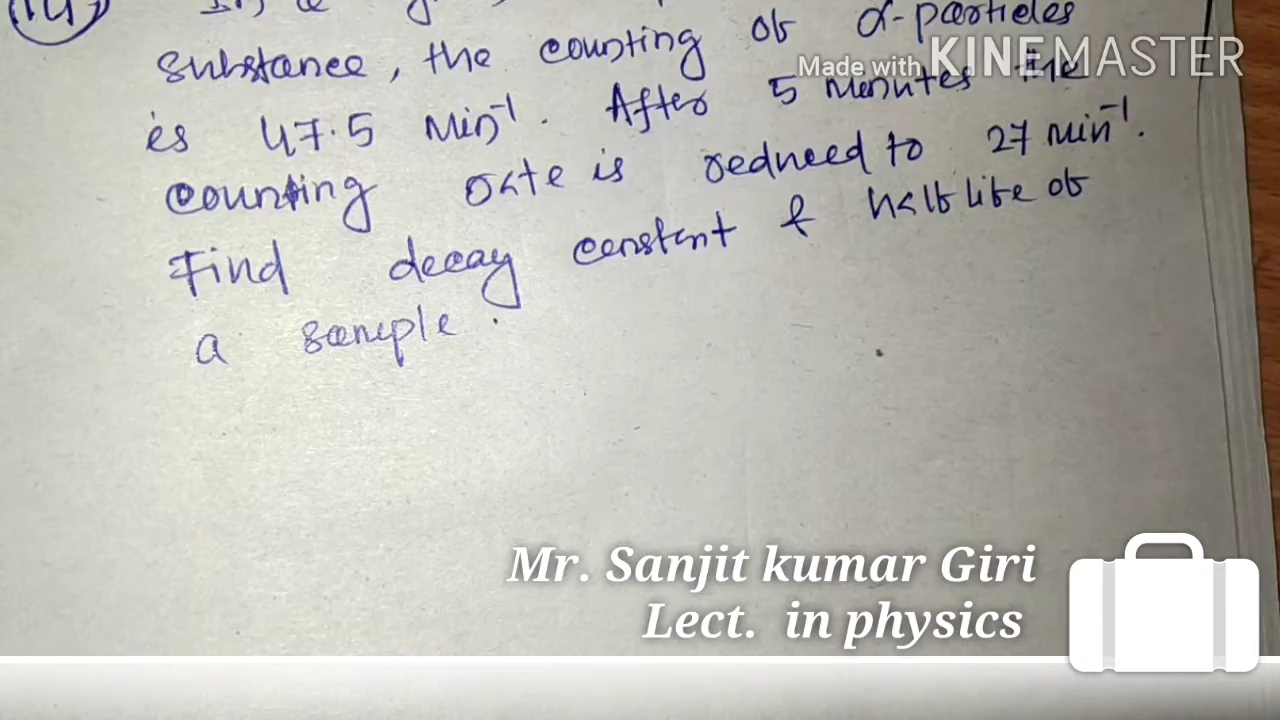 (14)
substance, the counting of α-particles
Made with KINEMASTER
is 47.5 Min⁻¹. After 5 Minutes the
counting rate is reduced to 27 min⁻¹.
Find decay constant & half life of
a sample.
Mr. Sanjit kumar Giri
Lect. in physics